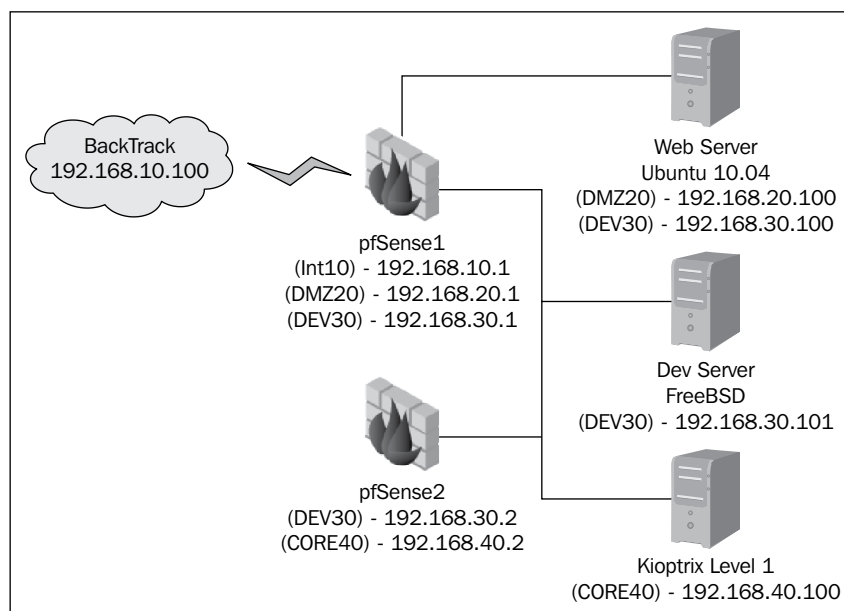 BackTrack
192.168.10.100
pfSense1
(Int10) - 192.168.10.1
(DMZ20) - 192.168.20.1
(DEV30) - 192.168.30.1
pfSense2
(DEV30) - 192.168.30.2
(CORE40) - 192.168.40.2
Web Server
Ubuntu 10.04
(DMZ20) - 192.168.20.100
(DEV30) - 192.168.30.100
Dev Server
FreeBSD
(DEV30) - 192.168.30.101
Kioptrix Level 1
(CORE40) - 192.168.40.100